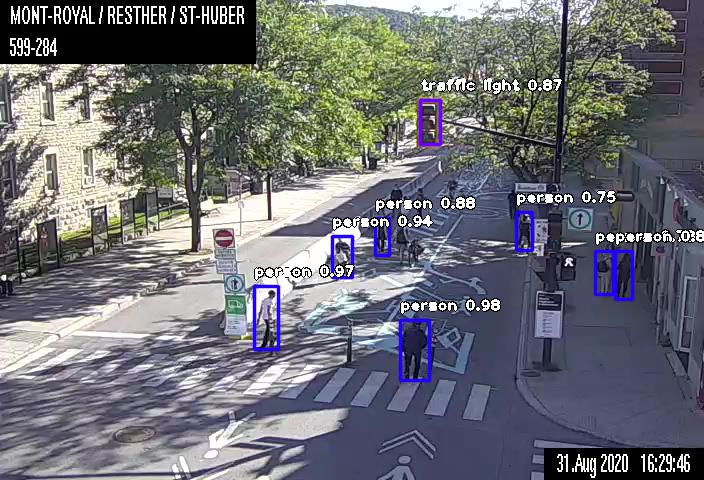 MONT-ROYAL / RESTHER / ST-HUBER
599-284
traffic light 0.87
person 0.75
person 0.88
person 0.94
person 0.97
person 0.98
31.Aug 2020 16:29:46